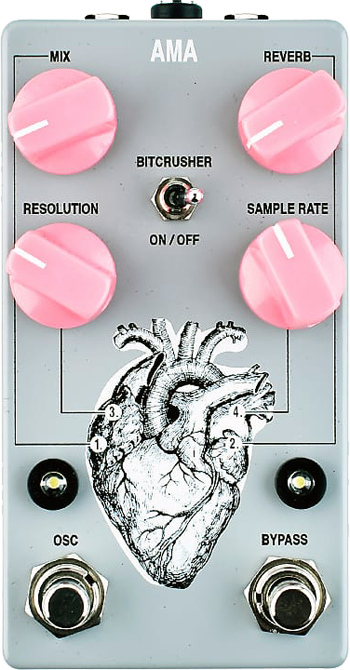 MIX
AMA
REVERB
BITCRUSHER
RESOLUTION
SAMPLE RATE
ON / OFF
3.
4.
1.
2.
OSC
BYPASS